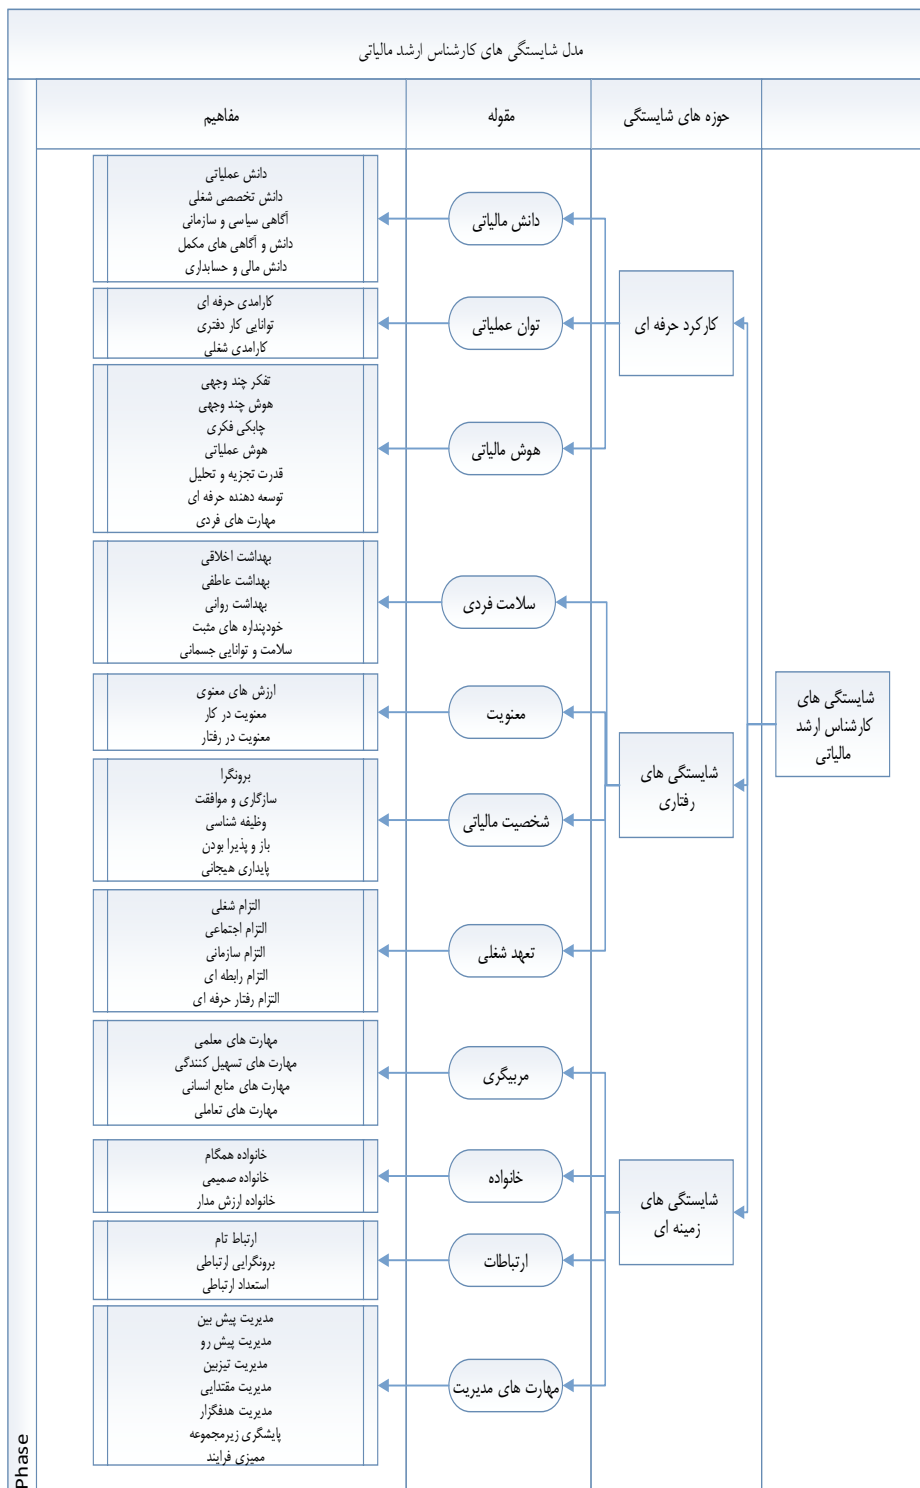 مدل شایستگی های کارشناس ارشد مالیاتی
حوزه های شایستگی
مقوله
مفاهیم
شایستگی های
کارشناس ارشد
مالیاتی
کارکرد حرفه ای
دانش مالیاتی
دانش عملیاتی
دانش تخصصی شغلی
آگاهی سیاسی و سازمانی
دانش و آگاهی های مکمل
دانش مالی و حسابداری
توان عملیاتی
کارامدی حرفه ای
توانایی کار دفتری
کارامدی شغلی
هوش مالیاتی
تفکر چند وجهی
هوش چند وجهی
چابکی فکری
هوش عملیاتی
قدرت تجزیه و تحلیل
توسعه دهنده حرفه ای
مهارت های فردی
شایستگی های
رفتاری
سلامت فردی
بهداشت اخلاقی
بهداشت عاطفی
بهداشت روانی
خودپنداره های مثبت
سلامت و توانایی جسمانی
معنویت
ارزش های معنوی
معنویت در کار
معنویت در رفتار
شخصیت مالیاتی
برونگرا
سازگاری و موافقت
وظیفه شناسی
باز و پذیرا بودن
پایداری هیجانی
تعهد شغلی
التزام شغلی
التزام اجتماعی
التزام سازمانی
التزام رابطه ای
التزام رفتار حرفه ای
شایستگی های
زمینه ای
مربیگری
مهارت های معلمی
مهارت های تسهیل کنندگی
مهارت های منابع انسانی
مهارت های تعاملی
خانواده
خانواده همگام
خانواده صمیمی
خانواده ارزش مدار
ارتباطات
ارتباط تام
برونگرایی ارتباطی
استعداد ارتباطی
مهارت های مدیریت
مدیریت پیش بین
مدیریت پیش رو
مدیریت تیزبین
مدیریت مقتدایی
مدیریت هدفگزار
پایشگری زیرمجموعه
ممیزی فرایند
Phase